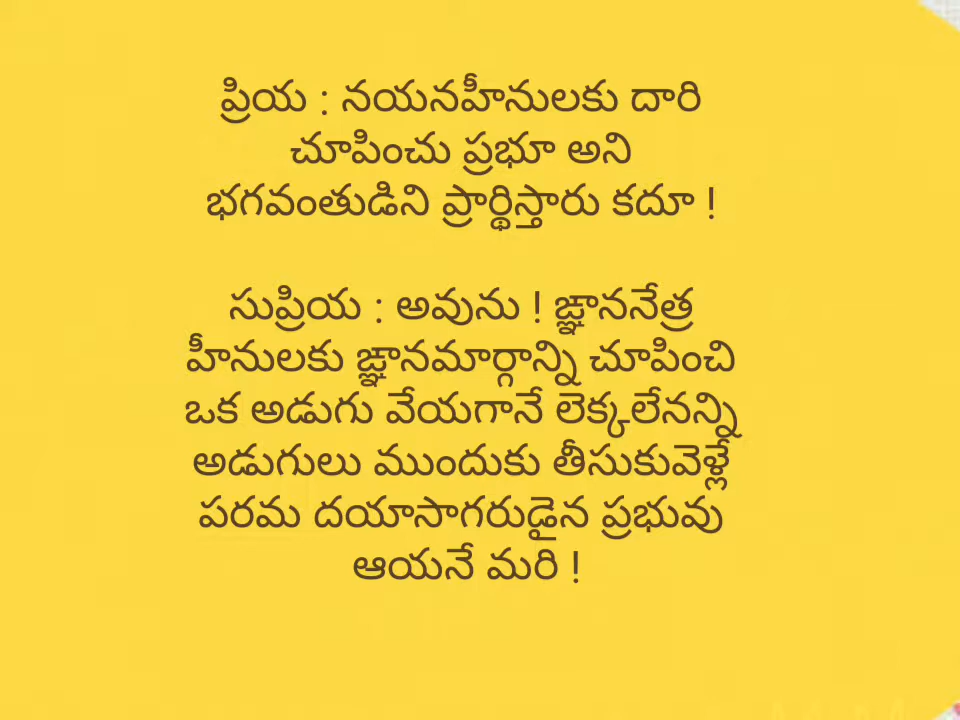 ప్రియ : నయనహీనులకు దారి
చూపించు ప్రభూ అని
భగవంతుడిని ప్రార్థిస్తారు కదూ !
సుప్రియ : అవును ! జ్ఞాననేత్ర
హీనులకు జ్ఞానమార్గాన్ని చూపించి
ఒక అడుగు వేయగానే లెక్కలేనన్ని
అడుగులు ముందుకు తీసుకువెళ్లే
పరమ దయాసాగరుడైన ప్రభువు
ఆయనే మరి !